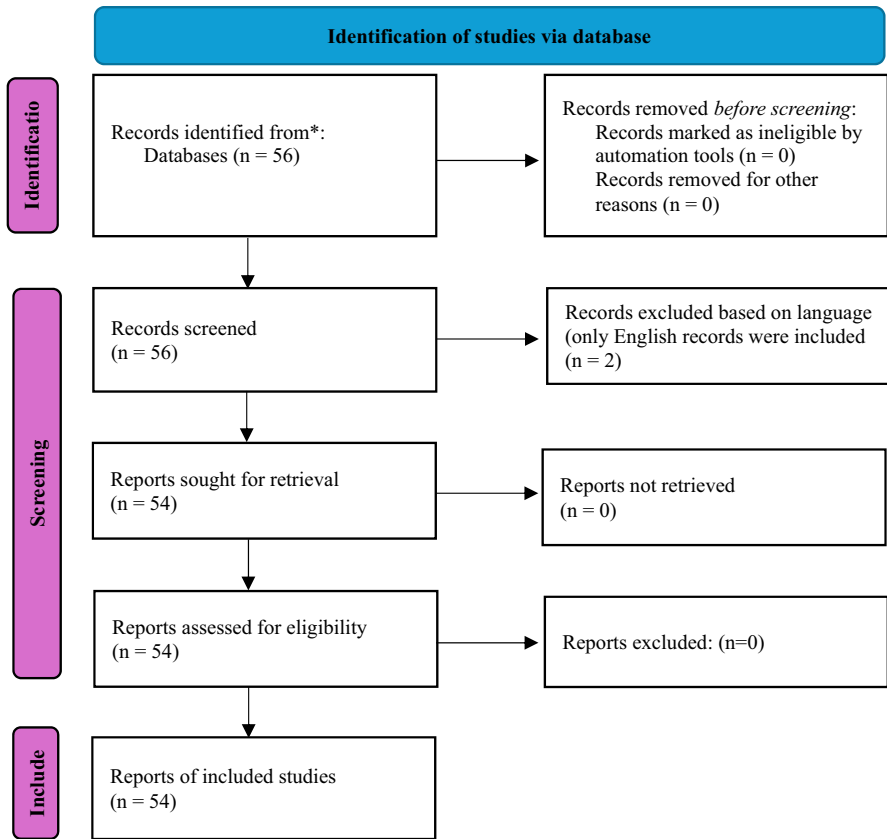 Identification of studies via database
Identificatio
Records identified from*:
Databases (n = 56)
Records removed before screening:
Records marked as ineligible by
automation tools (n = 0)
Records removed for other
reasons (n = 0)
Screening
Records screened
(n = 56)
Records excluded based on language
(only English records were included
(n = 2)
Reports sought for retrieval
(n = 54)
Reports not retrieved
(n = 0)
Reports assessed for eligibility
(n = 54)
Reports excluded: (n=0)
Include
Reports of included studies
(n = 54)